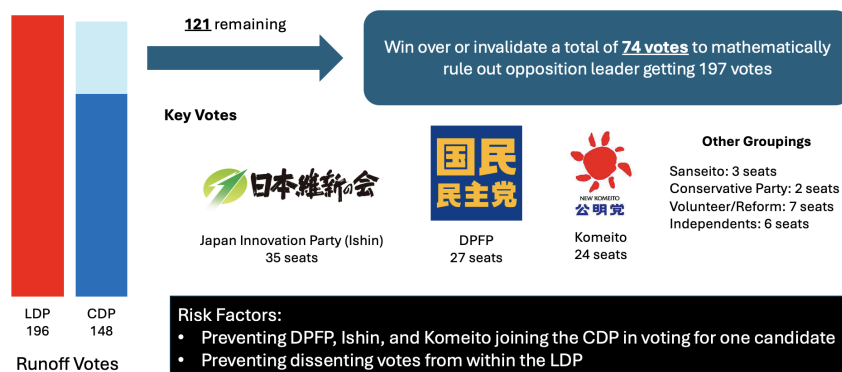 121 remaining
Win over or invalidate a total of 74 votes to mathematically
rule out opposition leader getting 197 votes
Key Votes
日本維新の会
Japan Innovation Party (Ishin)
35 seats
国民
民主党
DPFP
27 seats
NEW KOMEITO
公明党
Komeito
24 seats
Other Groupings
Sanseito: 3 seats
Conservative Party: 2 seats
Volunteer/Reform: 7 seats
Independents: 6 seats
LDP
196
CDP
148
Runoff Votes
Risk Factors:
• Preventing DPFP, Ishin, and Komeito joining the CDP in voting for one candidate
• Preventing dissenting votes from within the LDP